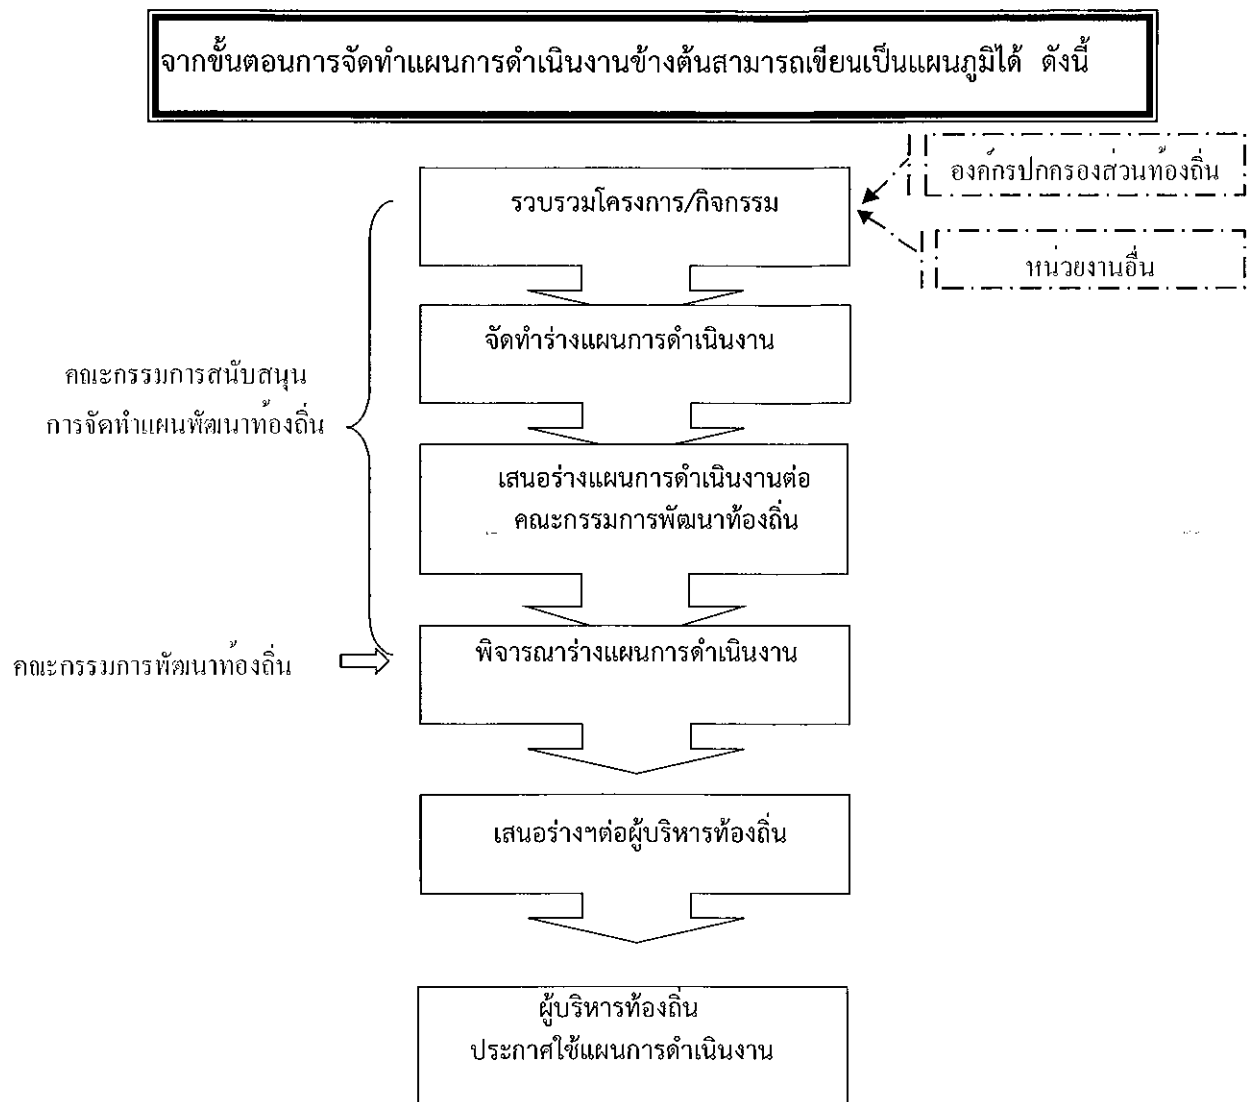 จากขั้นตอนการจัดทำแผนการดำเนินงานข้างต้นสามารถเขียนเป็นแผนภูมิได้ ดังนี้
องค์กรปกครองส่วนท้องถิ่น
รวบรวมโครงการ/กิจกรรม
หน่วยงานอื่น
จัดทำร่างแผนการดำเนินงาน
คณะกรรมการสนับสนุน
การจัดทำแผนพัฒนาท้องถิ่น
เสนอร่างแผนการดำเนินงานต่อ
คณะกรรมการพัฒนาท้องถิ่น
พิจารณาร่างแผนการดำเนินงาน
คณะกรรมการพัฒนาท้องถิ่น
เสนอร่างฯต่อผู้บริหารท้องถิ่น
ผู้บริหารท้องถิ่น
ประกาศใช้แผนการดำเนินงาน